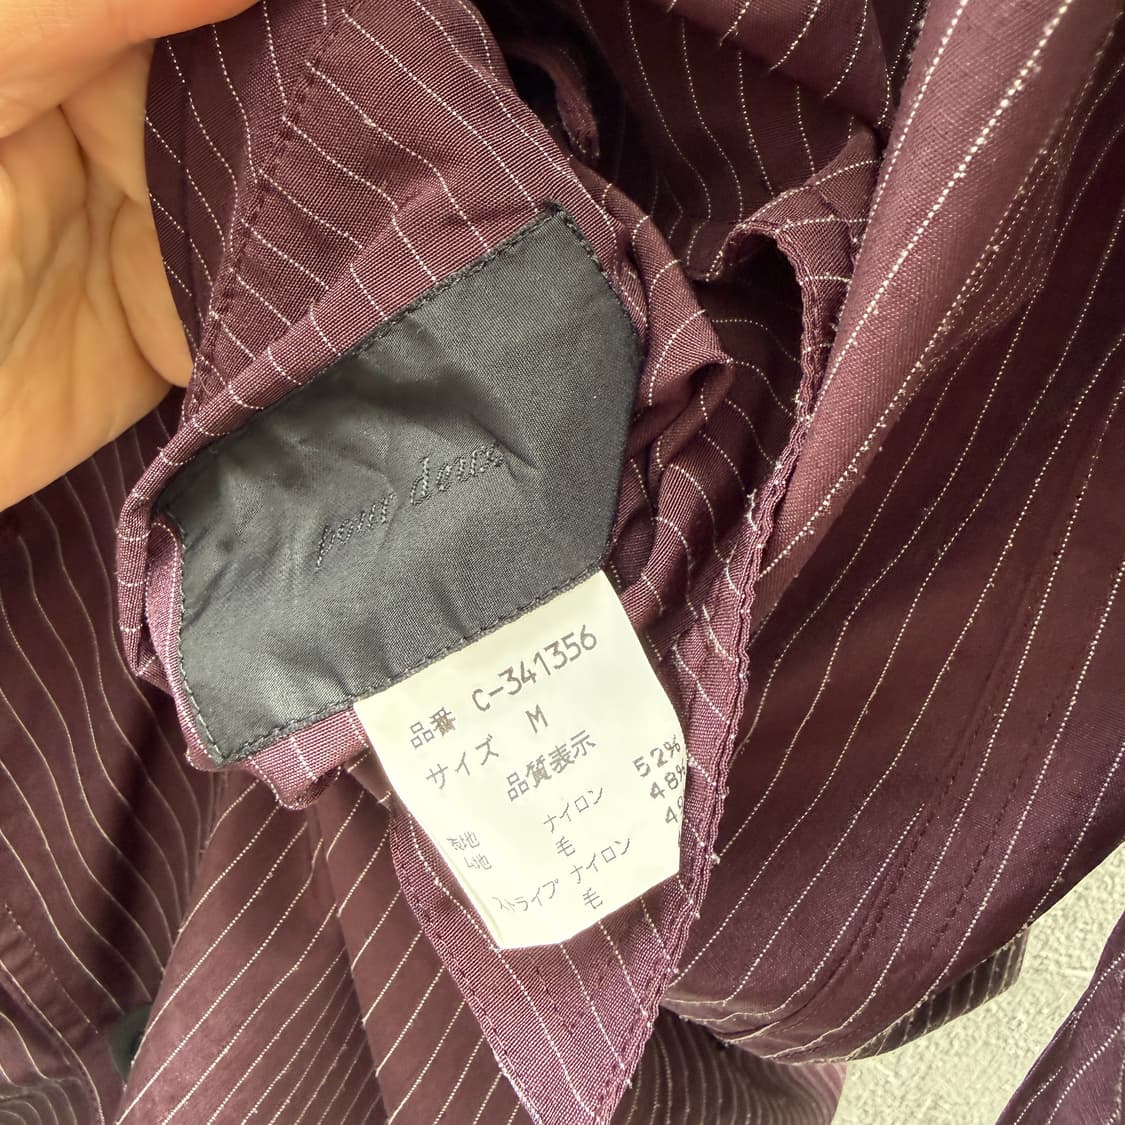 pour deux
品番 C-341356
サイズ M
品質表示
ナイロン 52%
毛 48%
ストライプ ナイロン
毛